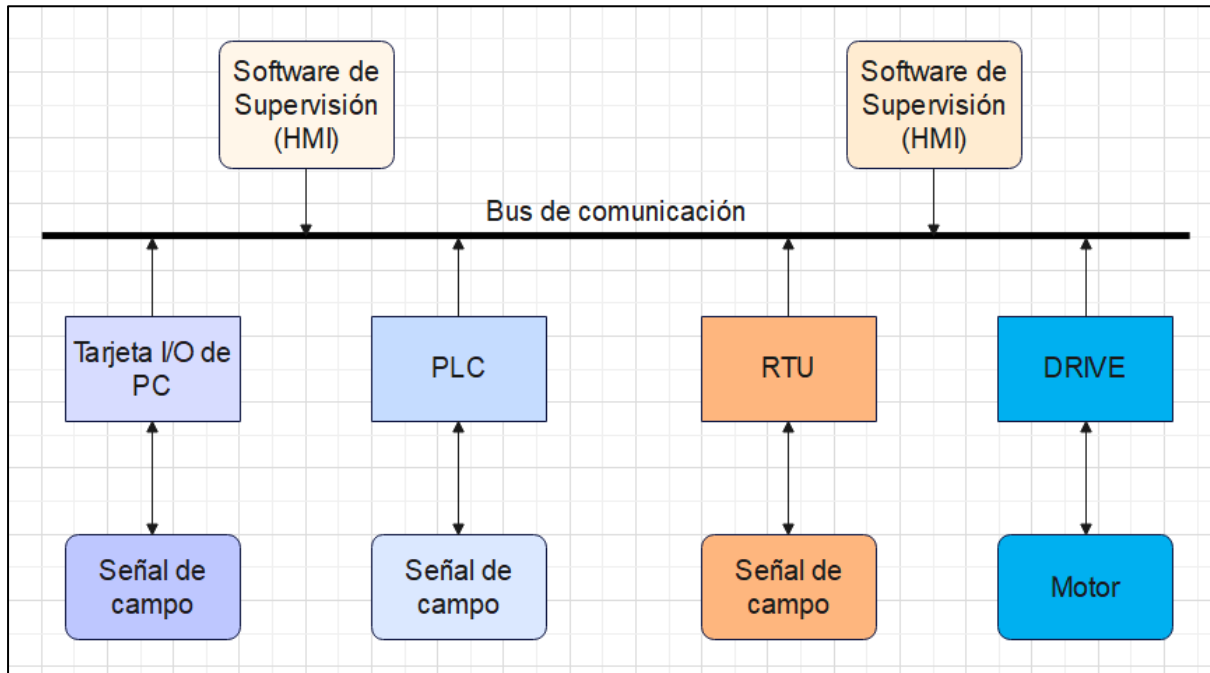 Software de
Supervisión
(HMI)
Software de
Supervisión
(HMI)
Bus de comunicación
Tarjeta I/O de
PC
PLC
RTU
DRIVE
Señal de
campo
Señal de
campo
Señal de
campo
Motor